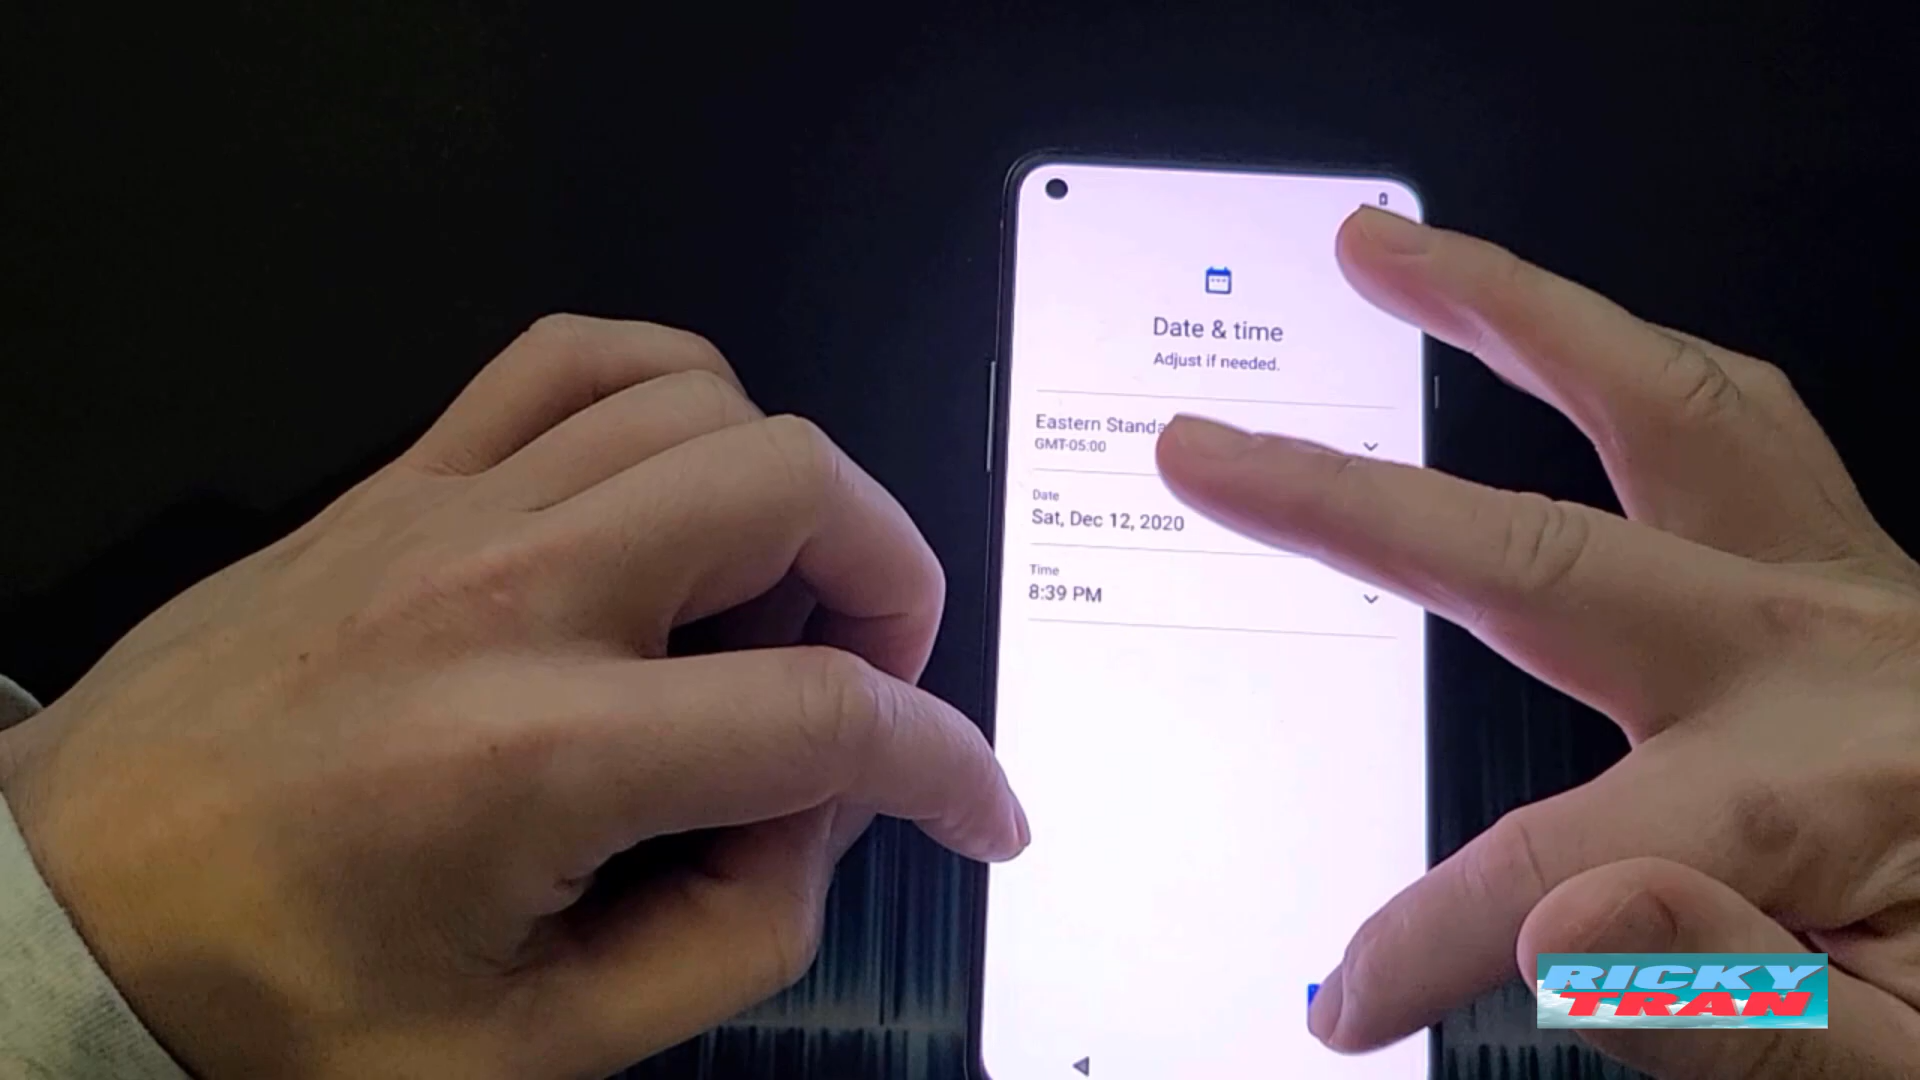 Date & time
Adjust if needed.
Eastern
GMT-05:00
Date
Sat, Dec 12, 2020
Time
8:39 PM
RICKY
TRAN